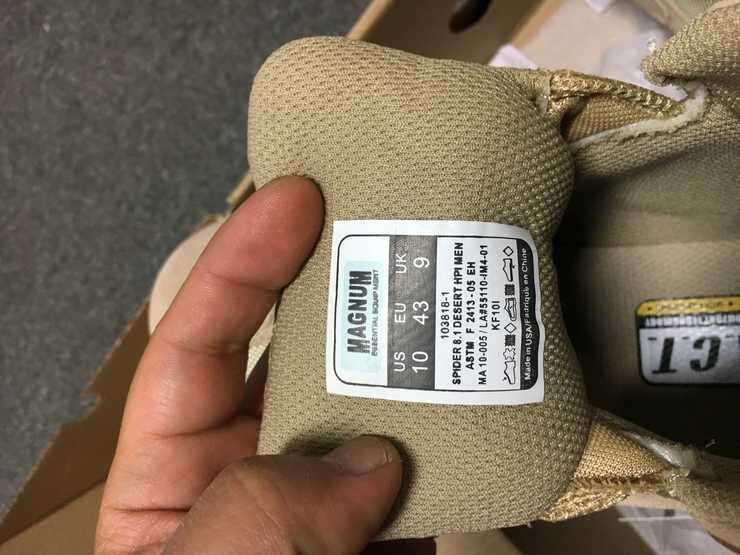 MAGNUM
ESSENTIAL EQUIPMENT
US EU UK
10 43 9
103818-1
SPIDER 8.1 DESERT HPI MEN
ASTM F 2413 - 05 EH
MA 10-005 / LA#55110-IM4-01
KF10I
Made in USA/Fadriqub en Chine
.C.T.